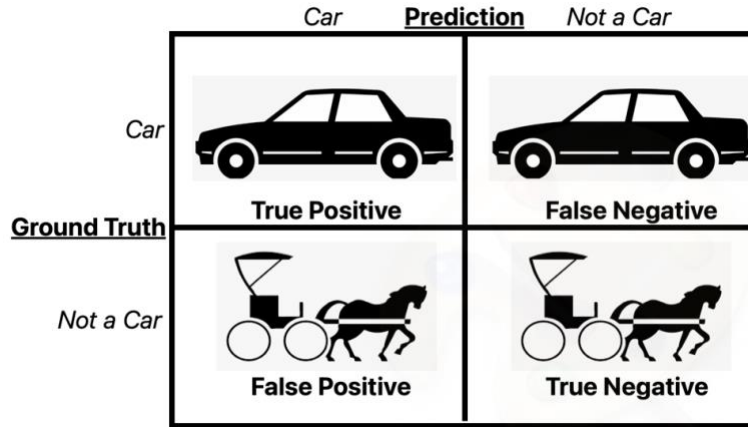 Car Prediction Not a Car
Car
True Positive False Negative
Ground Truth
Not a Car
False Positive True Negative